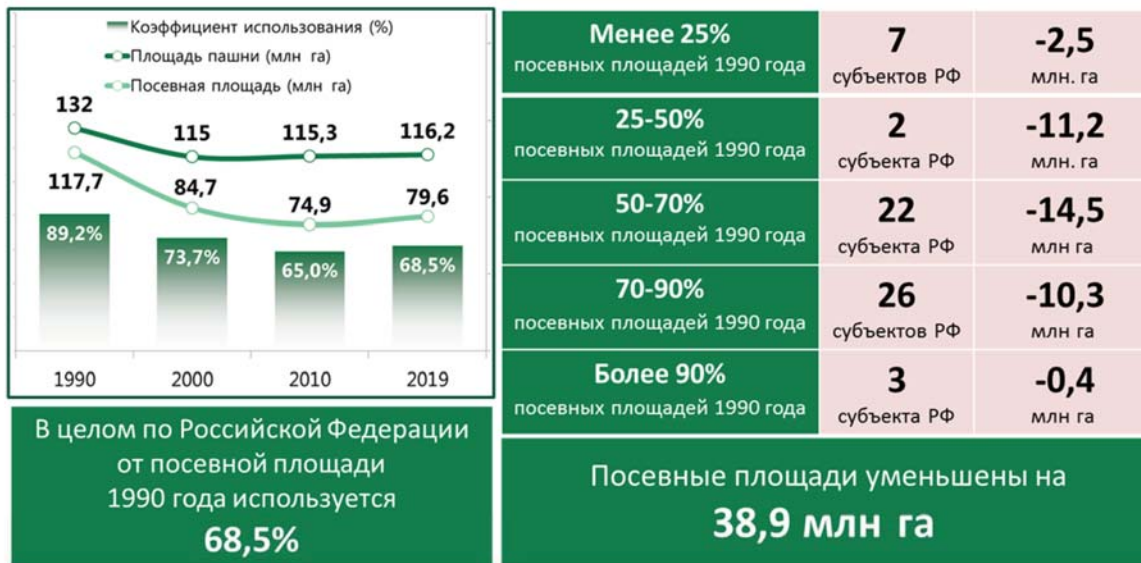 Коэффициент использования (%)
Площадь пашни (млн га)
Посевная площадь (млн га)
132
115
115,3
116,2
117,7
84,7
74,9
79,6
89,2%
73,7%
65,0%
68,5%
1990
2000
2010
2019
В целом по Российской Федерации
от посевной площади
1990 года используется
68,5%
Менее 25%
посевных площадей 1990 года
7
субъектов РФ
-2,5
млн. га
25-50%
посевных площадей 1990 года
2
субъекта РФ
-11,2
млн. га
50-70%
посевных площадей 1990 года
22
субъекта РФ
-14,5
млн га
70-90%
посевных площадей 1990 года
26
субъектов РФ
-10,3
млн га
Более 90%
посевных площадей 1990 года
3
субъекта РФ
-0,4
млн га
Посевные площади уменьшены на
38,9 млн га